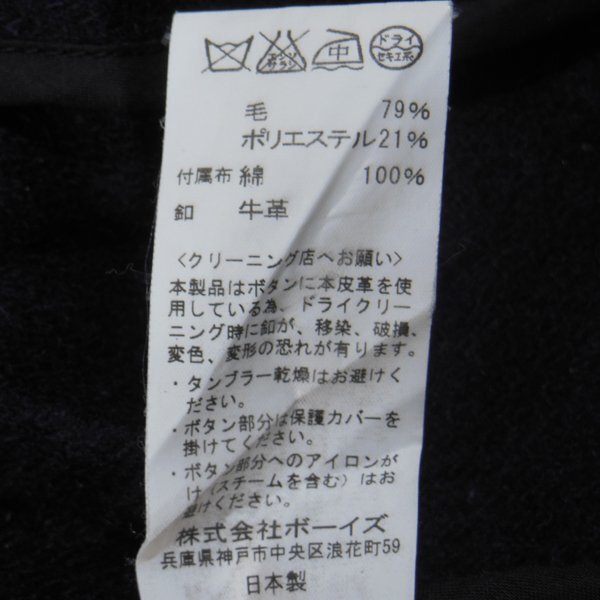 エンソサラシ
中
ドライ
セキユ系
毛 79%
ポリエステル21%
付属布 綿 100%
釦 牛革
<クリーニング店へお願い>
本製品はボタンに本皮革を使
用している為、ドライクリー
ニング時に釦が、移染、破損、
変色、変形の恐れが有ります。
・タンブラー乾燥はお避けく
ださい。
・ボタン部分は保護カバーを
掛けてください。
・ボタン部分へのアイロンが
け(スチームを含む)はお
避けください。
株式会社ボーイズ
兵庫県神戸市中央区浪花町59
日本製